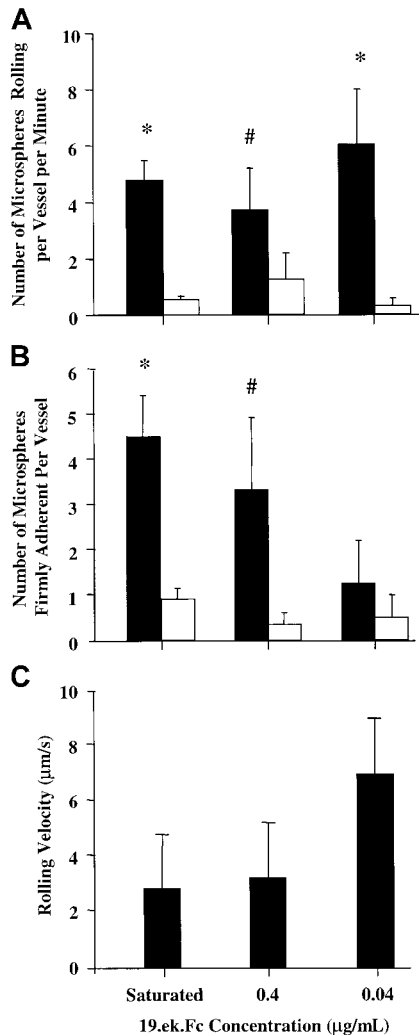 A
10
8
6
4
2
0
Number of Microspheres Rolling
per Vessel per Minute
*
#
*
B
6
5
4
3
2
1
0
Number of Microspheres
Firmly Adherent Per Vessel
*
#
C
10
8
6
4
2
0
Rolling Velocity (µm/s)
Saturated 0.4 0.04
19.ek.Fc Concentration (µg/mL)